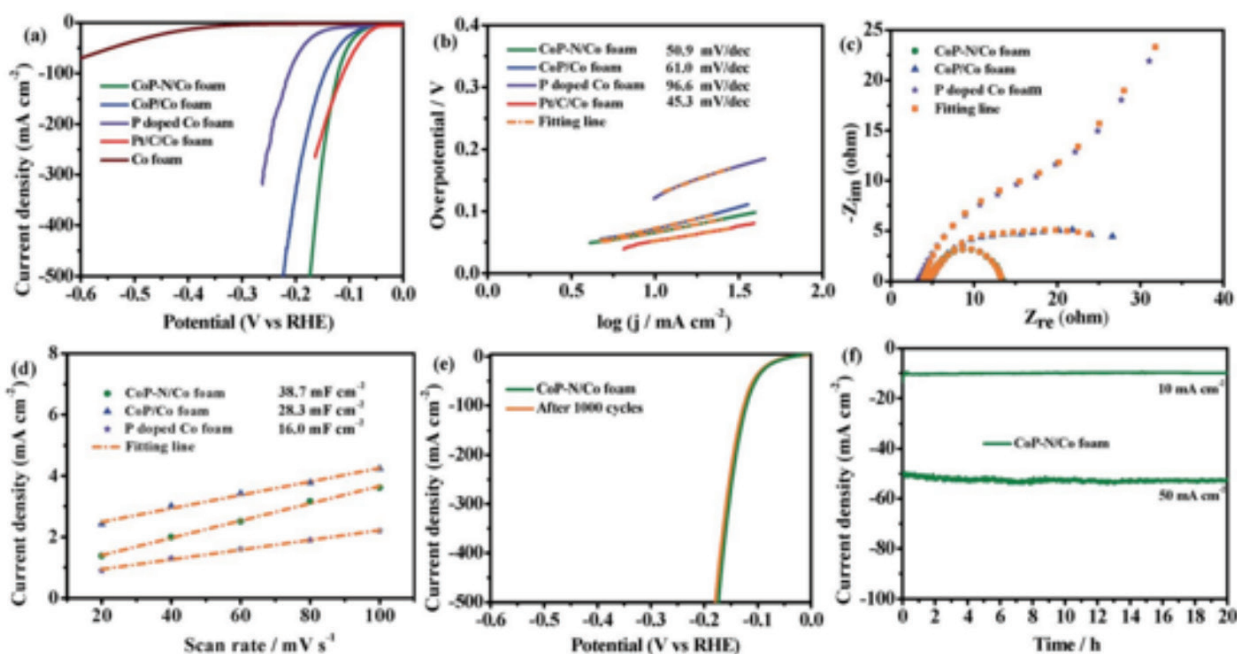 (a)
CoP-N/Co foam
CoP/Co foam
P doped Co foam
Pt/C/Co foam
Co foam
Current density (mA cm⁻²)
0
-100
-200
-300
-400
-500
-0.6 -0.4 -0.2 -0.1 0.0
Potential (V vs RHE)
(b)
CoP-N/Co foam 50.9 mV/dec
CoP/Co foam 61.0 mV/dec
P doped Co foam 96.6 mV/dec
Pt/C/Co foam 45.3 mV/dec
Fitting line
Overpotential / V
0.4
0.3
0.2
0.1
0.0
0.0 0.5 1.0 1.5 2.0
log (j / mA cm⁻²)
(c)
CoP-N/Co foam
CoP/Co foam
P doped Co foam
Fitting line
-Zim (ohm)
-25
20
15
10
5
0
0 10 20 30 40
Zre (ohm)
(d)
CoP-N/Co foam 38.7 mF cm⁻²
CoP/Co foam 28.3 mF cm⁻²
P doped Co foam 16.0 mF cm⁻²
Fitting line
Current density (mA cm⁻²)
8
6
4
2
0
20 40 60 80 100
Scan rate / mV s⁻¹
(e)
CoP-N/Co foam
After 1000 cycles
Current density (mA cm⁻²)
0
-100
-200
-300
-400
-500
-0.6 -0.5 -0.4 -0.3 -0.2 -0.1 0.0
Potential (V vs RHE)
(f)
10 mA cm⁻²
CoP-N/Co foam
50 mA cm⁻²
Current density (mA cm⁻²)
0
-20
-40
-60
-80
-100
0 2 4 6 8 10 12 14 16 18 20
Time / h